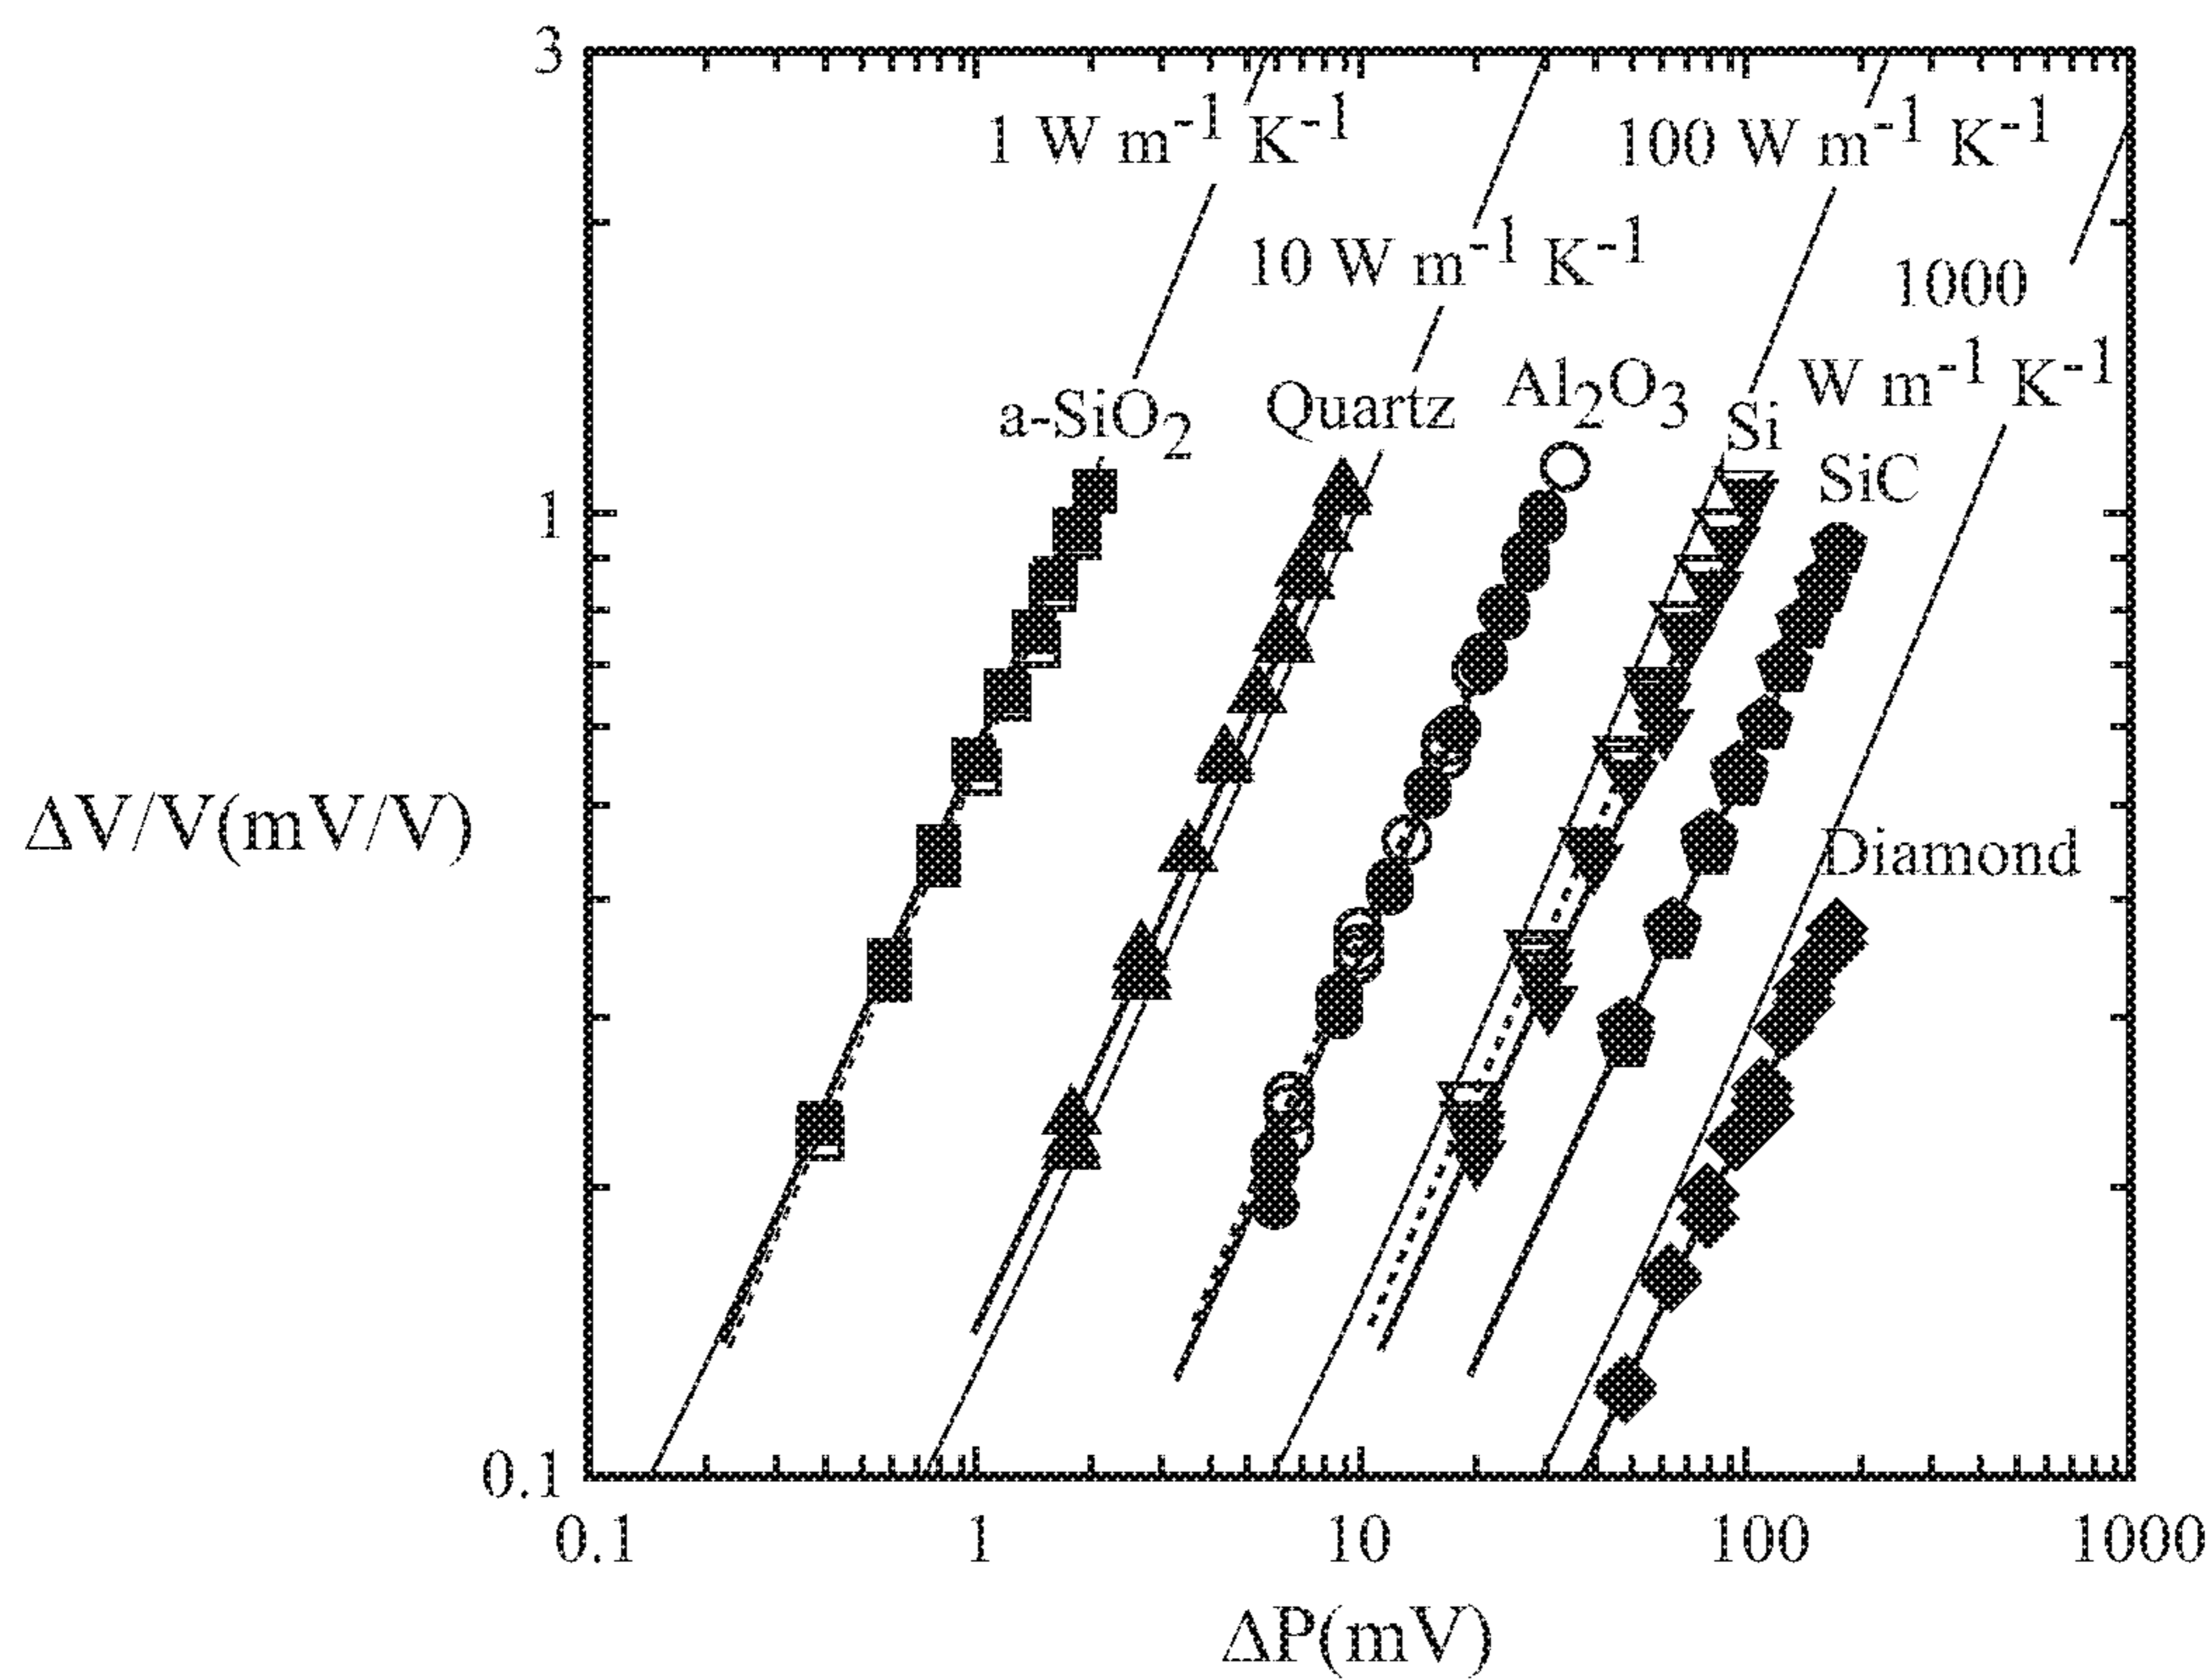 3
1 W m⁻¹ K⁻¹
100 W m⁻¹ K⁻¹
10 W m⁻¹ K⁻¹
1000
W m⁻¹ K⁻¹
a-SiO₂
Quartz
Al₂O₃
Si
SiC
1
ΔV/V(mV/V)
Diamond
0.1
0.1
1
10
100
1000
ΔP(mV)